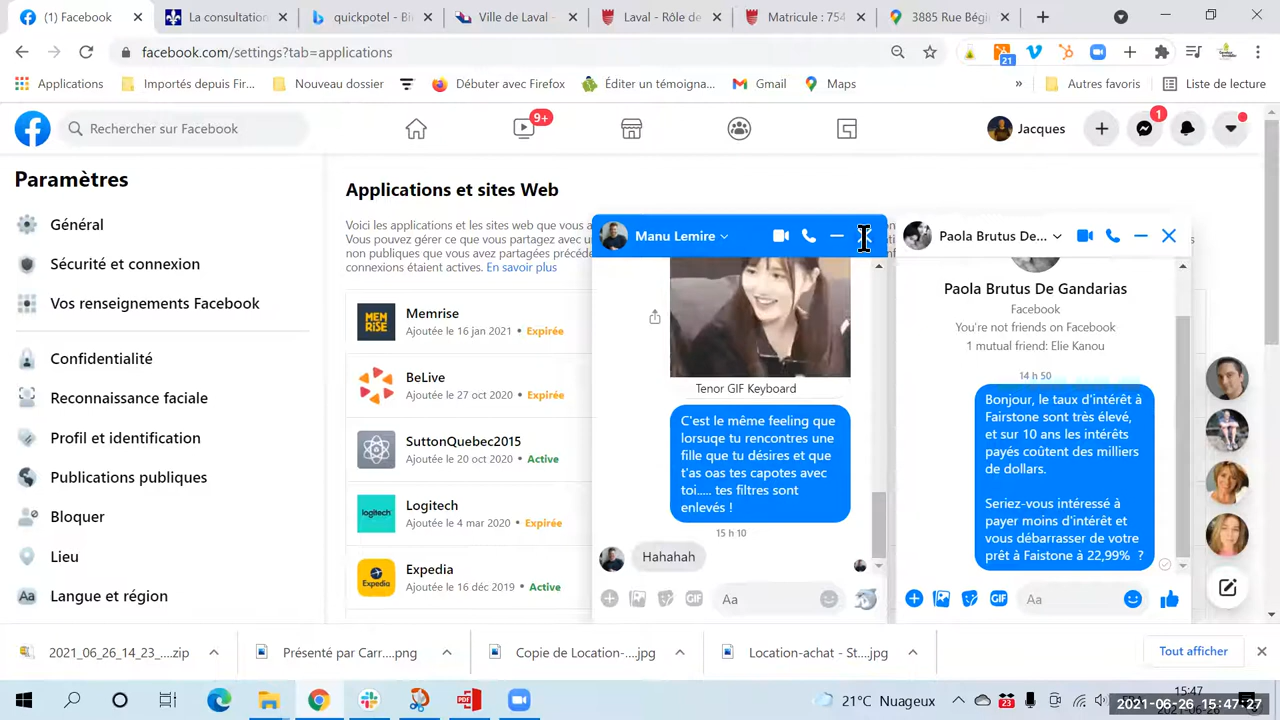 (1) Facebook
La consultation
quickpotel - Bi
Ville de Laval -
Laval - Rôle de
Matricule : 754
3885 Rue Bégi
facebook.com/settings?tab=applications
21
Applications
Importés depuis Fir...
Nouveau dossier
Débuter avec Firefox
Éditer un témoigna...
Gmail
Maps
»
Autres favoris
Liste de lecture
Rechercher sur Facebook
9+
Jacques
1
Paramètres
Général
Sécurité et connexion
Vos renseignements Facebook
Confidentialité
Reconnaissance faciale
Profil et identification
Publications publiques
Bloquer
Lieu
Langue et région
Applications et sites Web
Voici les applications et les sites web que vous a
Vous pouvez gérer ce que vous partagez avec
non publiques que vous avez partagées précéde
connexions étaient actives. En savoir plus
Memrise
Ajoutée le 16 jan 2021 • Expirée
BeLive
Ajoutée le 27 oct 2020 • Expirée
SuttonQuebec2015
Ajoutée le 20 oct 2020 • Active
Logitech
Ajoutée le 4 mar 2020 • Expirée
Expedia
Ajoutée le 16 déc 2019 • Active
Manu Lemire
Tenor GIF Keyboard
C'est le même feeling que
lorsuqe tu rencontres une
fille que tu désires et que
t'as oas tes capotes avec
toi..... tes filtres sont
enlevés !
15 h 10
Hahahah
GIF
Aa
Paola Brutus De...
Paola Brutus De Gandarias
Facebook
You're not friends on Facebook
1 mutual friend: Elie Kanou
14 h 50
Bonjour, le taux d'intérêt à
Fairstone sont très élevé,
et sur 10 ans les intérêts
payés coûtent des milliers
de dollars.
Seriez-vous intéressé à
payer moins d'intérêt et
vous débarrasser de votre
prêt à Faistone à 22,99% ?
GIF
Aa
2021_06_26_14_23_....zip
Présenté par Carr....png
Copie de Location-....jpg
Location-achat - St....jpg
Tout afficher
21°C Nuageux
23
15:47
2021-06-26 15:47:27